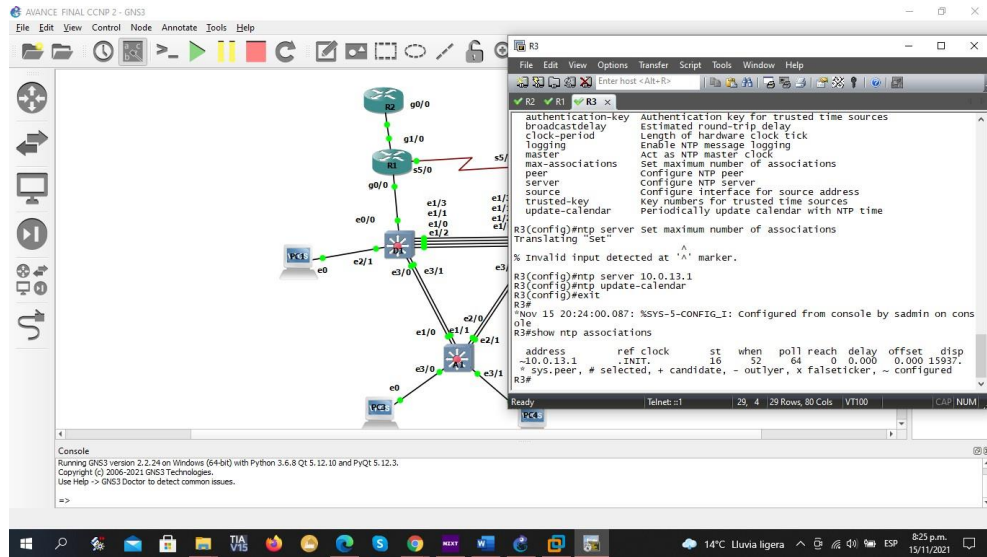 AVANCE FINAL CCNP 2 - GNS3
File Edit View Control Node Annotate Tools Help
R2
g0/0
g1/0
R1
s5/0
s5/
g0/0
e1/3
e1/1
e1/0
e1/2
e0/0
D1
PC1
e0
e2/1
e3/0
e3/1
e1/0
e1/1
e2/0
e2/1
A1
e3/0
e3/1
e0
PC3
PC4
R3
File Edit View Options Transfer Script Tools Window Help
Enter host <Alt+R>
R2 R1 R3
authentication-key Authentication key for trusted time sources
broadcastdelay Estimated round-trip delay
clock-period Length of hardware clock tick
logging Enable NTP message logging
master Act as NTP master clock
max-associations Set maximum number of associations
peer Configure NTP peer
server Configure NTP server
source Configure interface for source address
trusted-key Key numbers for trusted time sources
update-calendar Periodically update calendar with NTP time
R3(config)#ntp server Set maximum number of associations
Translating "Set"
^
% Invalid input detected at '^' marker.
R3(config)#ntp server 10.0.13.1
R3(config)#ntp update-calendar
R3(config)#exit
R3#
*Nov 15 20:24:00.087: %SYS-5-CONFIG_I: Configured from console by sadmin on cons
ole
R3#show ntp associations
address ref clock st when poll reach delay offset disp
~10.0.13.1 .INIT. 16 52 64 0 0.000 0.000 15937.
* sys.peer, # selected, + candidate, - outlyer, x falseticker, ~ configured
R3#
Ready Telnet: ::1 29, 4 29 Rows, 80 Cols VT100 CAP NUM
Console
Running GNS3 version 2.2.24 on Windows (64-bit) with Python 3.6.8 Qt 5.12.10 and PyQt 5.12.3.
Copyright (c) 2006-2021 GNS3 Technologies.
Use Help -> GNS3 Doctor to detect common issues.
=>
TIA V15
NEXT
14°C Lluvia ligera
ESP
8:25 p.m.
15/11/2021